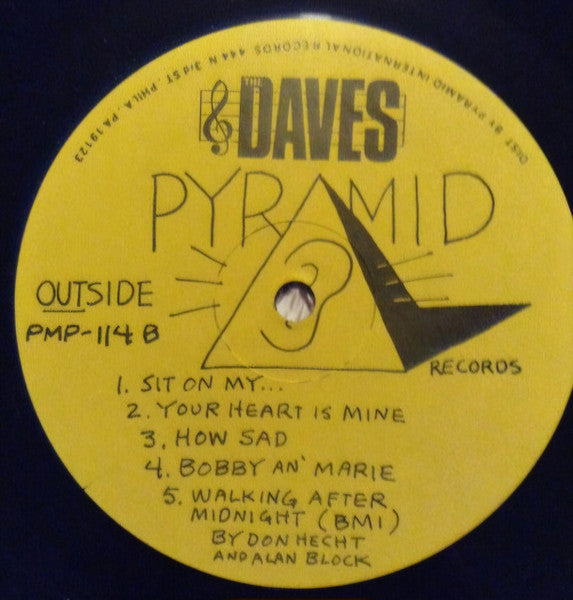 DIST BY PYRAMID INTERNATIONAL RECORDS 444 N 3rd ST. PHILA. PA 19123
THE DAVES
PYRAMID
OUTSIDE
PMP-114 B
RECORDS
1. SIT ON MY...
2. YOUR HEART IS MINE
3. HOW SAD
4. BOBBY AN' MARIE
5. WALKING AFTER
MIDNIGHT (BMI)
BY DON HECHT
AND ALAN BLOCK